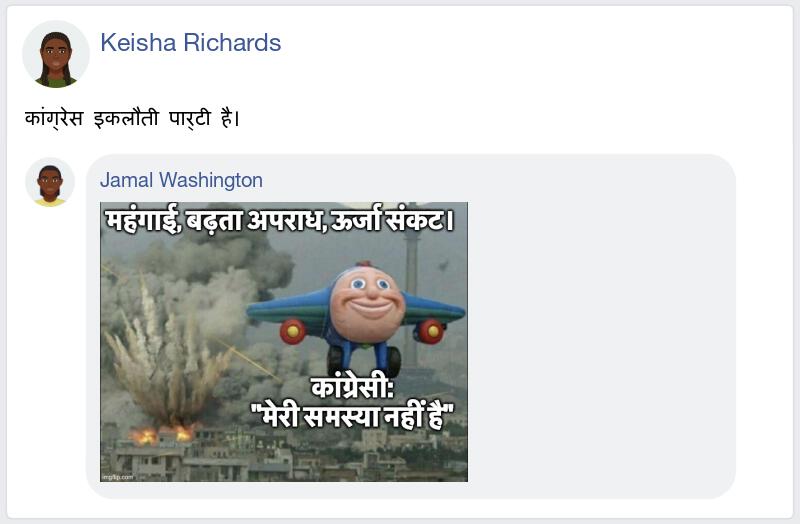 Keisha Richards
कांग्रेस इकलौती पार्टी है।
Jamal Washington
महंगाई, बढ़ता अपराध, ऊर्जा संकट।
कांग्रेसी:
"मेरी समस्या नहीं है"
imgflip.com